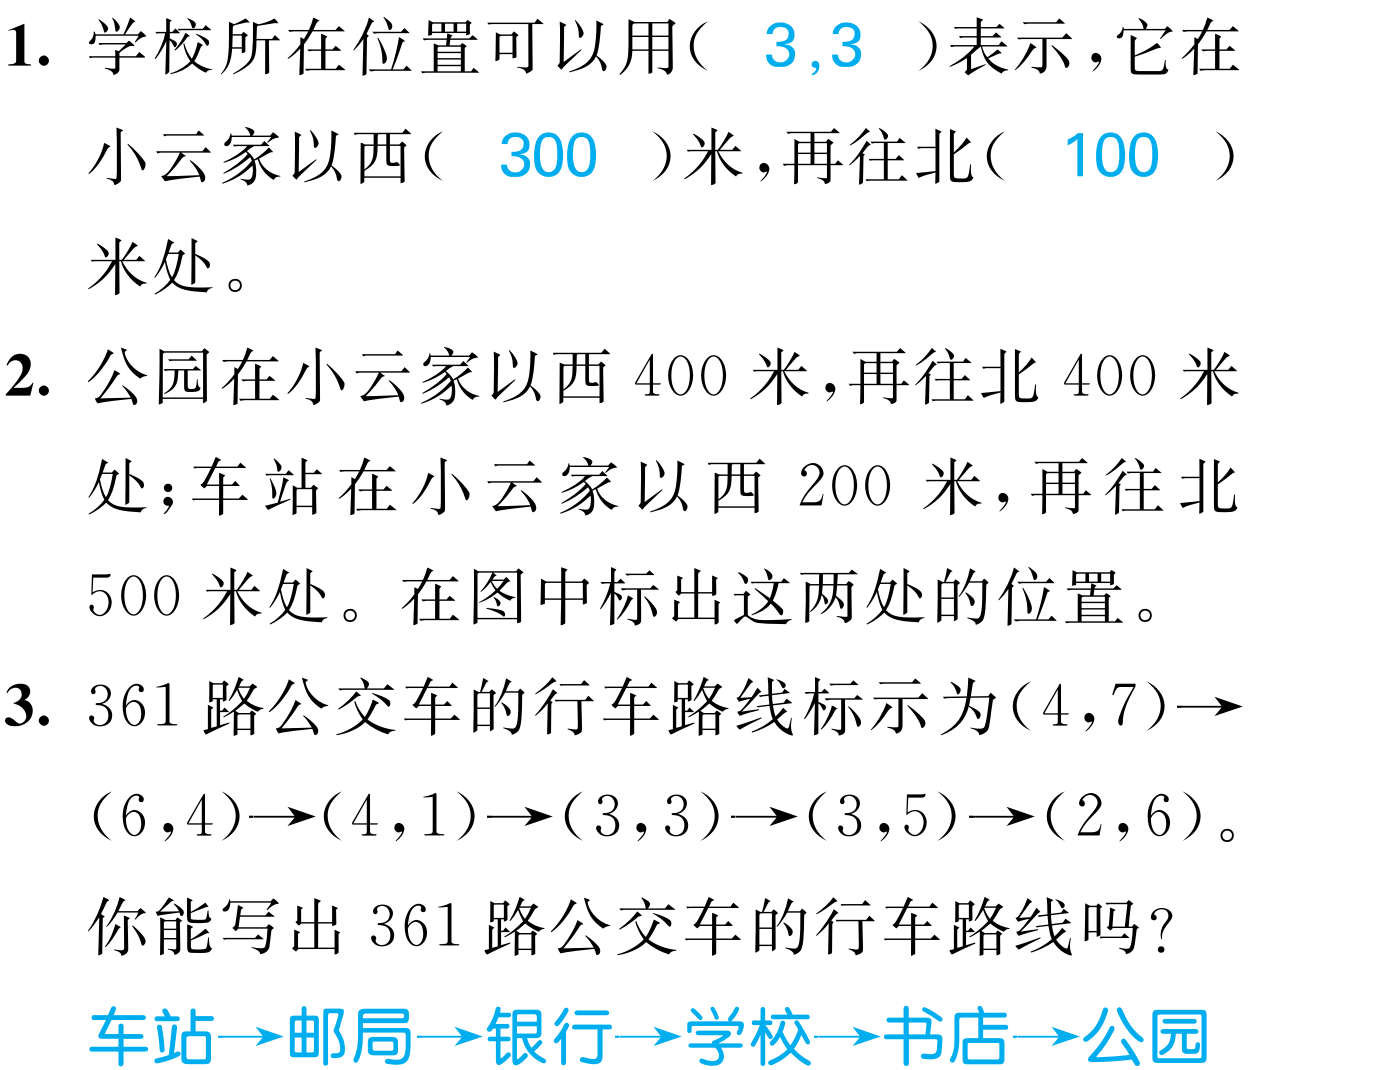 1. 学校所在位置可以用( 3,3 )表示,它在
小云家以西( 300 )米,再往北( 100 )
米处。
2. 公园在小云家以西 400 米,再往北 400 米
处;车站在小云家以西 200 米,再往北
500 米处。在图中标出这两处的位置。
3. 361 路公交车的行车路线标示为(4,7)→
(6,4)→(4,1)→(3,3)→(3,5)→(2,6)。
你能写出 361 路公交车的行车路线吗?
车站→邮局→银行→学校→书店→公园